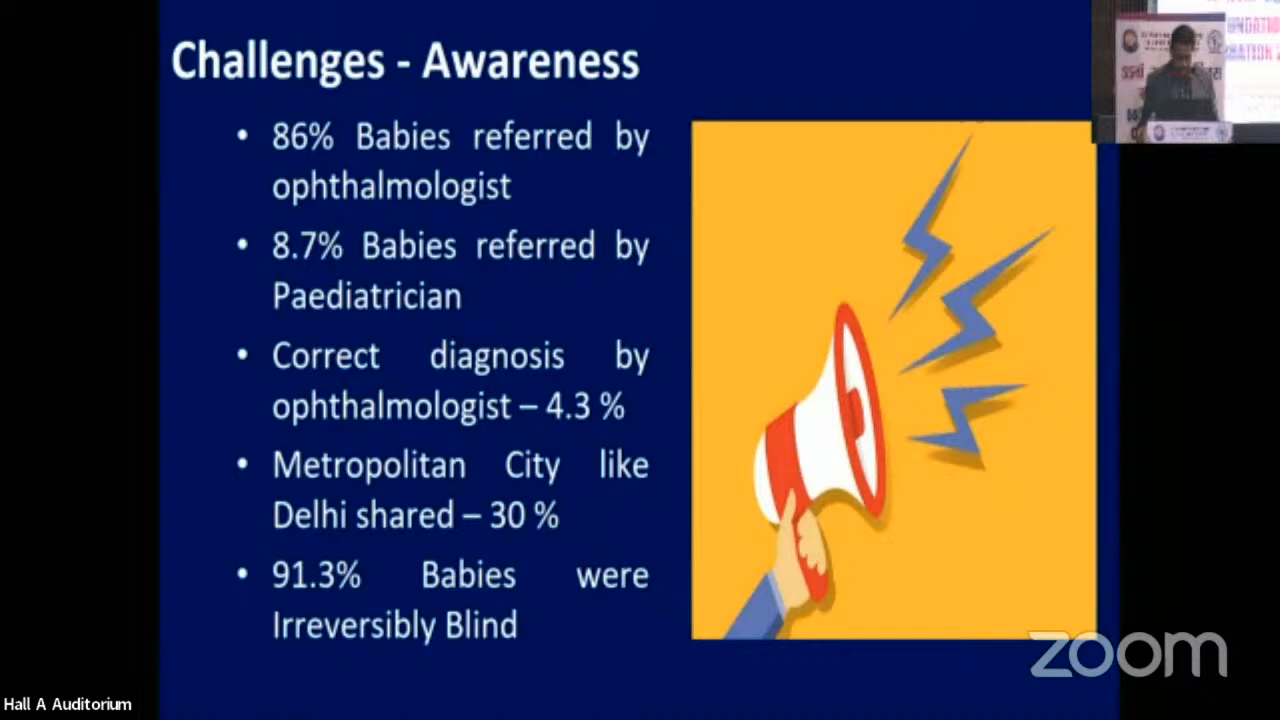 Challenges - Awareness
• 86% Babies referred by
ophthalmologist
• 8.7% Babies referred by
Paediatrician
• Correct diagnosis by
ophthalmologist – 4.3 %
• Metropolitan City like
Delhi shared – 30 %
• 91.3% Babies were
Irreversibly Blind
zoom
Hall A Auditorium